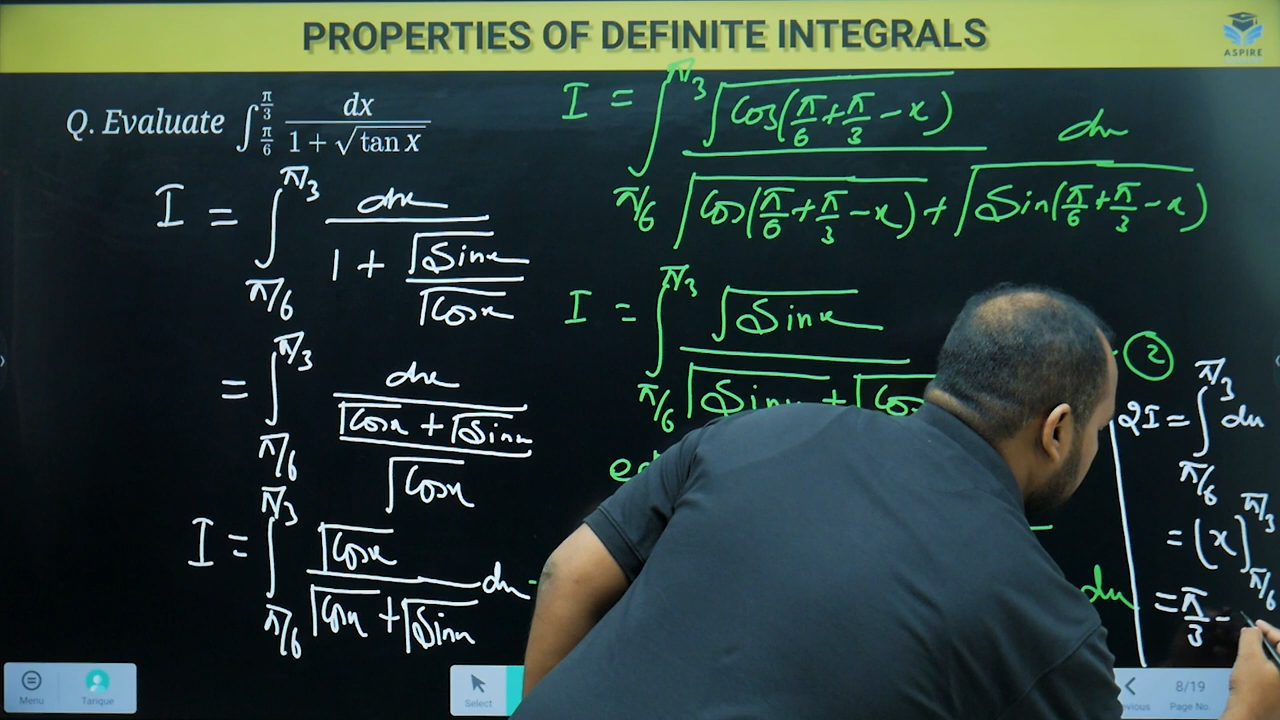 PROPERTIES OF DEFINITE INTEGRALS
ASPIRE
Q. Evaluate ∫_{π/6}^{π/3} dx / (1 + √(tan x))
I = ∫_{π/6}^{π/3} dx / (1 + √Sinx / √Cosx)
= ∫_{π/6}^{π/3} dx / ((√Cosx + √Sinx) / √Cosx)
I = ∫_{π/6}^{π/3} √Cosx / (√Cosx + √Sinx) dx
I = ∫_{π/6}^{π/3} √Cos(π/6 + π/3 − x) / (√Cos(π/6 + π/3 − x) + √Sin(π/6 + π/3 − x)) dx
I = ∫_{π/6}^{π/3} √Sinx / (√Sinx + √Cos
②
dx
2I = ∫_{π/6}^{π/3} dx
= (x)_{π/6}^{π/3}
= π/3 −
Menu
Tarique
Select
8/19
Page No.